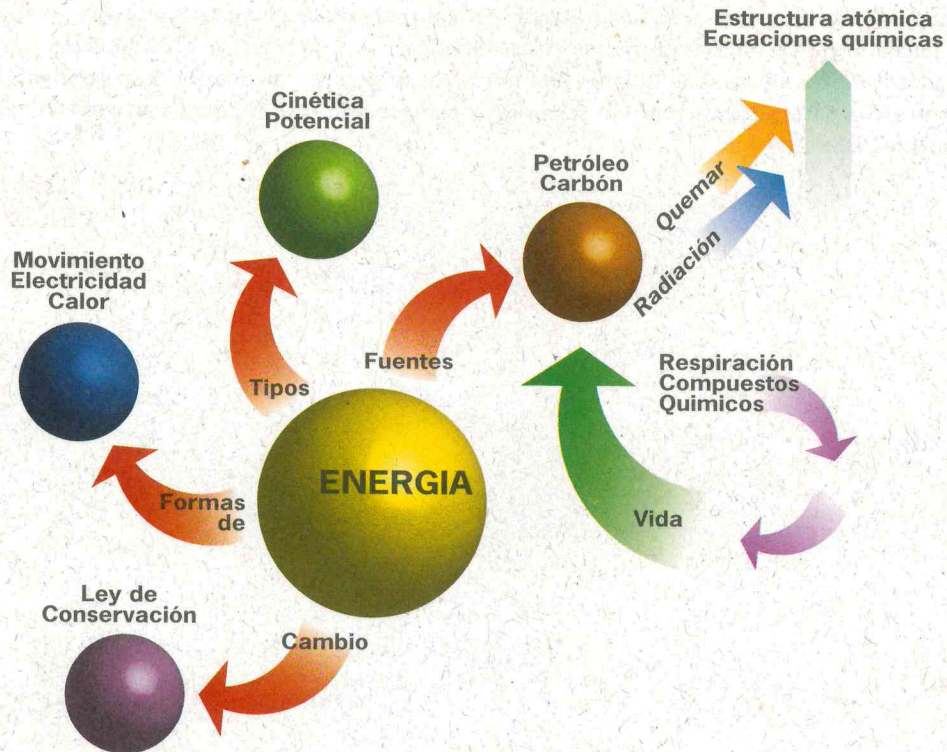 Estructura atómica
Ecuaciones químicas
Cinética
Potencial
Petróleo
Carbón
Quemar
Radiación
Movimiento
Electricidad
Calor
Tipos
Fuentes
Respiración
Compuestos
Quimicos
ENERGIA
Formas
de
Vida
Ley de
Conservación
Cambio